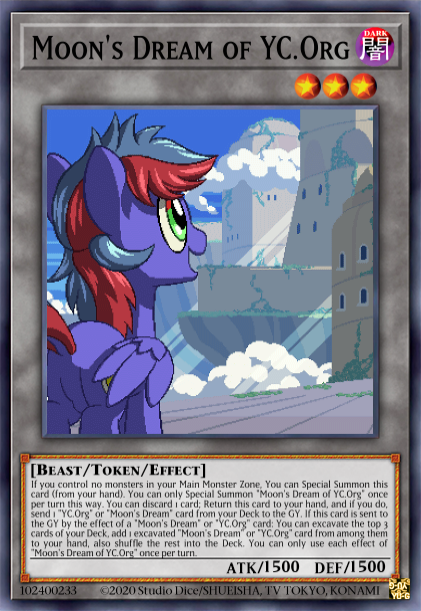 Moon's Dream of YC.Org
DARK
闇
[Beast/Token/Effect]
If you control no monsters in your Main Monster Zone, You can Special Summon this
card (from your hand). You can only Special Summon "Moon's Dream of YC.Org" once
per turn this way. You can discard 1 card; Return this card to your hand, and if you do,
send 1 "YC.Org" or "Moon's Dream" card from your Deck to the GY. If this card is sent to
the GY by the effect of a "Moon's Dream" or "YC.Org" card: You can excavate the top 3
cards of your Deck, add 1 excavated "Moon's Dream" or "YC.Org" card from among them
to your hand, also shuffle the rest into the Deck. You can only use each effect of
"Moon's Dream of YC.Org" once per turn.
ATK/1500 DEF/1500
102400233 ©2020 Studio Dice/SHUEISHA, TV TOKYO, KONAMI